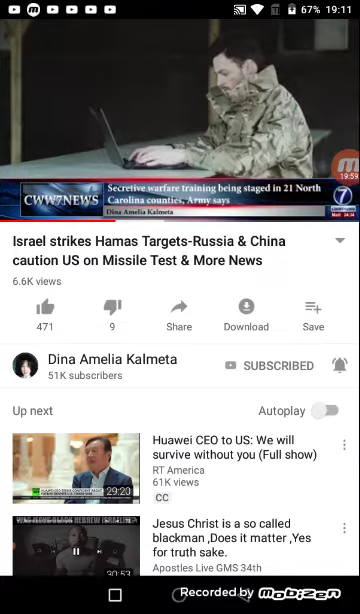 67% 19:11
19:59
CWW7NEWS
Secretive warfare training being staged in 21 North
Carolina counties, Army says
Dina Amelia Kalmeta
7
Israel strikes Hamas Targets-Russia & China
caution US on Missile Test & More News
6.6K views
471
9
Share
Download
Save
Dina Amelia Kalmeta
51K subscribers
SUBSCRIBED
Up next
Autoplay
Huawei CEO to US: We will
survive without you (Full show)
RT America
61K views
CC
29:20
Jesus Christ is a so called
blackman ,Does it matter ,Yes
for truth sake.
Apostles Live GMS 34th
30:53
Recorded by Mobizen